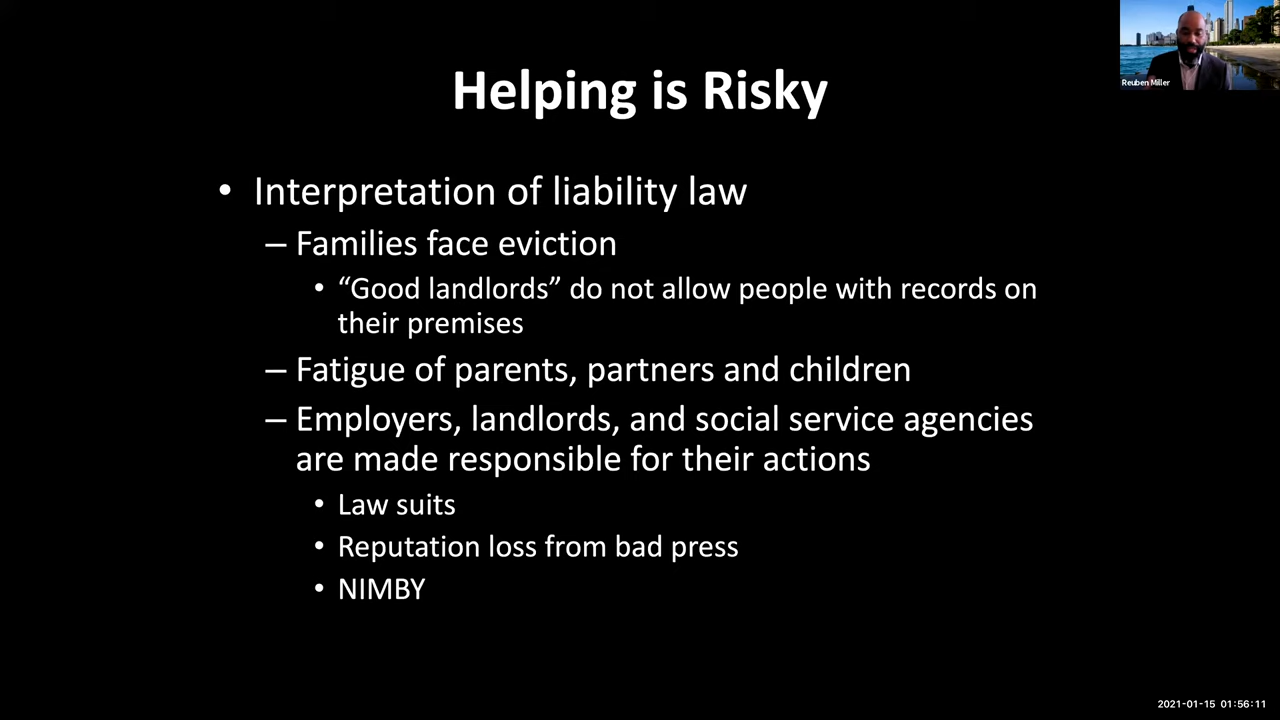 Reuben Miller
Helping is Risky
• Interpretation of liability law
– Families face eviction
• “Good landlords” do not allow people with records on
their premises
– Fatigue of parents, partners and children
– Employers, landlords, and social service agencies
are made responsible for their actions
• Law suits
• Reputation loss from bad press
• NIMBY
2021-01-15 01:56:11